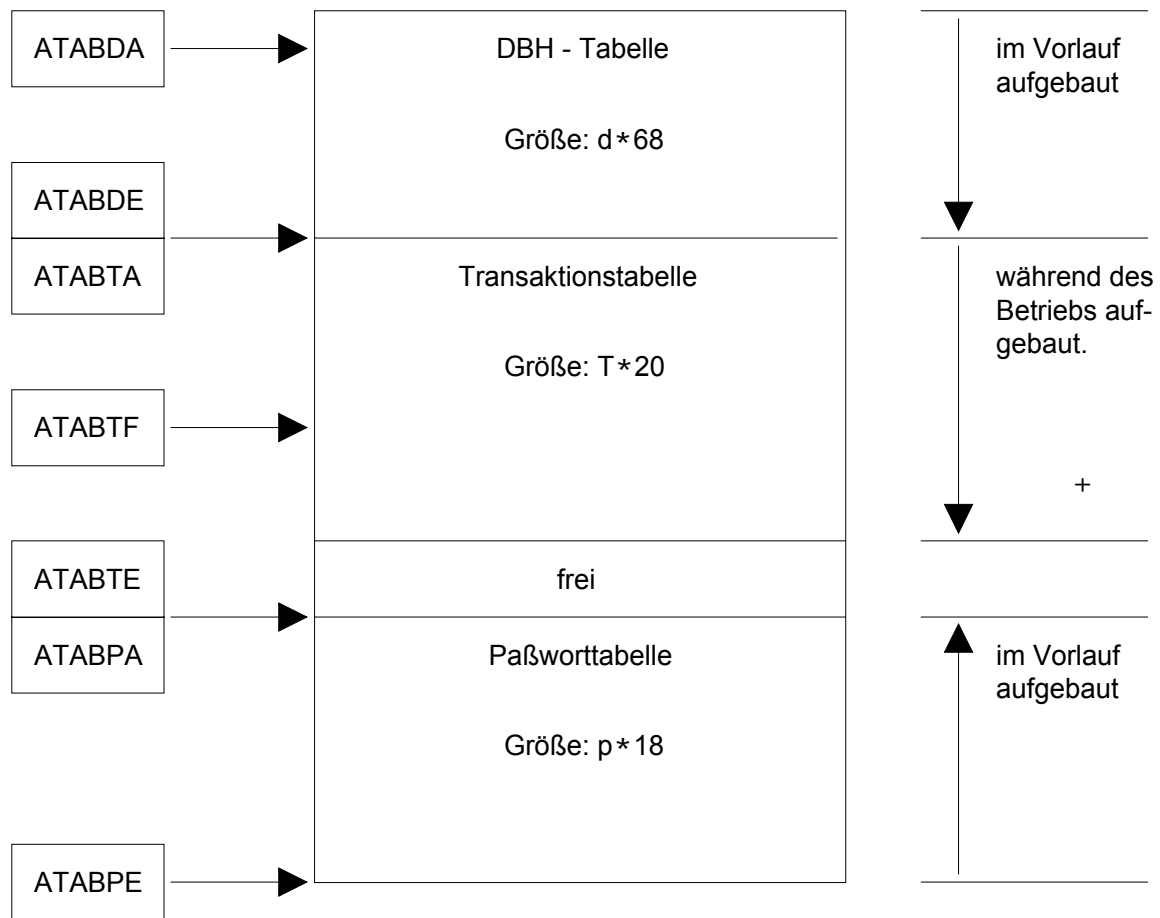 ATABDA
DBH - Tabelle
im Vorlauf
aufgebaut
Größe: d*68
ATABDE
ATABTA
Transaktionstabelle
während des
Betriebs auf-
gebaut.
Größe: T*20
ATABTF
+
ATABTE
frei
ATABPA
Paßworttabelle
im Vorlauf
aufgebaut
Größe: p*18
ATABPE